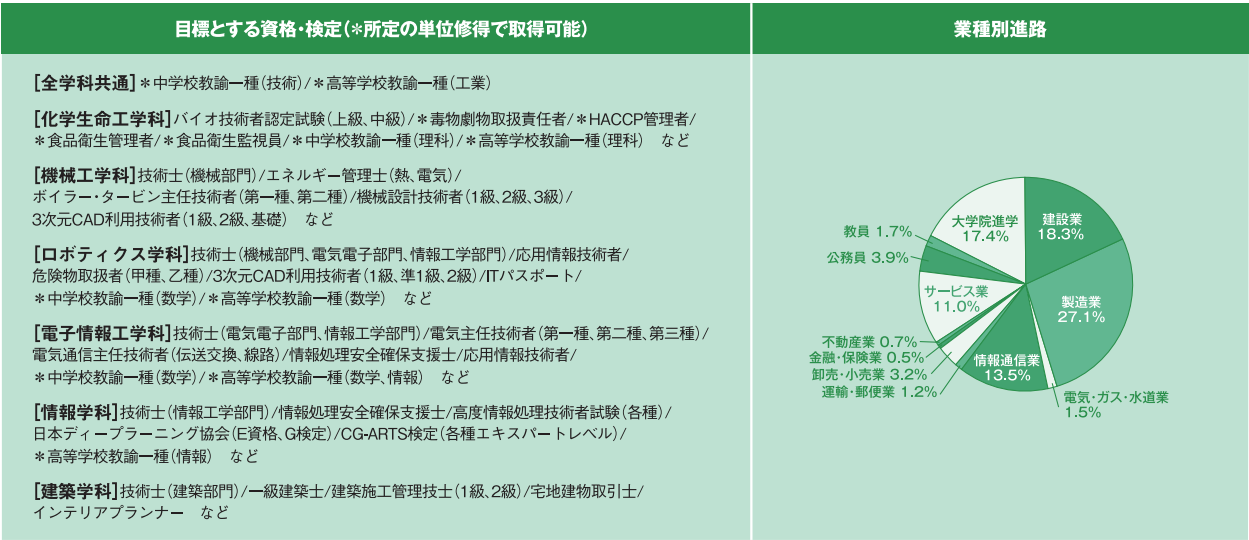 目標とする資格・検定(＊所定の単位修得で取得可能)
[全学科共通]＊中学校教諭一種(技術)/＊高等学校教諭一種(工業)
[化学生命工学科]バイオ技術者認定試験(上級、中級)/＊毒物劇物取扱責任者/＊HACCP管理者/
＊食品衛生管理者/＊食品衛生監視員/＊中学校教諭一種(理科)/＊高等学校教諭一種(理科) など
[機械工学科]技術士(機械部門)/エネルギー管理士(熱、電気)/
ボイラー・タービン主任技術者(第一種、第二種)/機械設計技術者(1級、2級、3級)/
3次元CAD利用技術者(1級、2級、基礎) など
[ロボティクス学科]技術士(機械部門、電気電子部門、情報工学部門)/応用情報技術者/
危険物取扱者(甲種、乙種)/3次元CAD利用技術者(1級、準1級、2級)/ITパスポート/
＊中学校教諭一種(数学)/＊高等学校教諭一種(数学) など
[電子情報工学科]技術士(電気電子部門、情報工学部門)/電気主任技術者(第一種、第二種、第三種)/
電気通信主任技術者(伝送交換、線路)/情報処理安全確保支援士/応用情報技術者/
＊中学校教諭一種(数学)/＊高等学校教諭一種(数学、情報) など
[情報学科]技術士(情報工学部門)/情報処理安全確保支援士/高度情報処理技術者試験(各種)/
日本ディープラーニング協会(E資格、G検定)/CG-ARTS検定(各種エキスパートレベル)/
＊高等学校教諭一種(情報) など
[建築学科]技術士(建築部門)/一級建築士/建築施工管理技士(1級、2級)/宅地建物取引士/
インテリアプランナー など
業種別進路
建設業
18.3%
製造業
27.1%
電気・ガス・水道業
1.5%
情報通信業
13.5%
運輸・郵便業 1.2%
卸売・小売業 3.2%
金融・保険業 0.5%
不動産業 0.7%
サービス業
11.0%
公務員 3.9%
教員 1.7%
大学院進学
17.4%